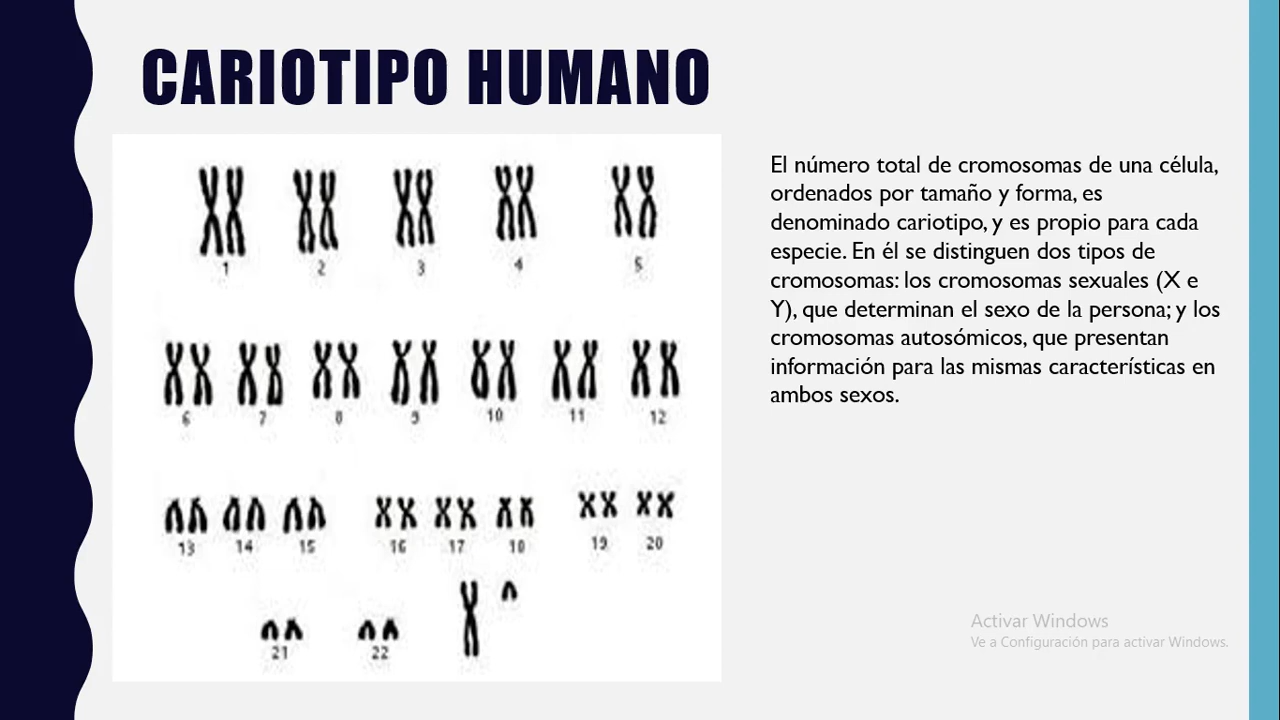 CARIOTIPO HUMANO
El número total de cromosomas de una célula,
ordenados por tamaño y forma, es
denominado cariotipo, y es propio para cada
especie. En él se distinguen dos tipos de
cromosomas: los cromosomas sexuales (X e
Y), que determinan el sexo de la persona; y los
cromosomas autosómicos, que presentan
información para las mismas características en
ambos sexos.
1 2 3 4 5
6 7 8 9 10 11 12
13 14 15 16 17 18 19 20
21 22
Activar Windows
Ve a Configuración para activar Windows.